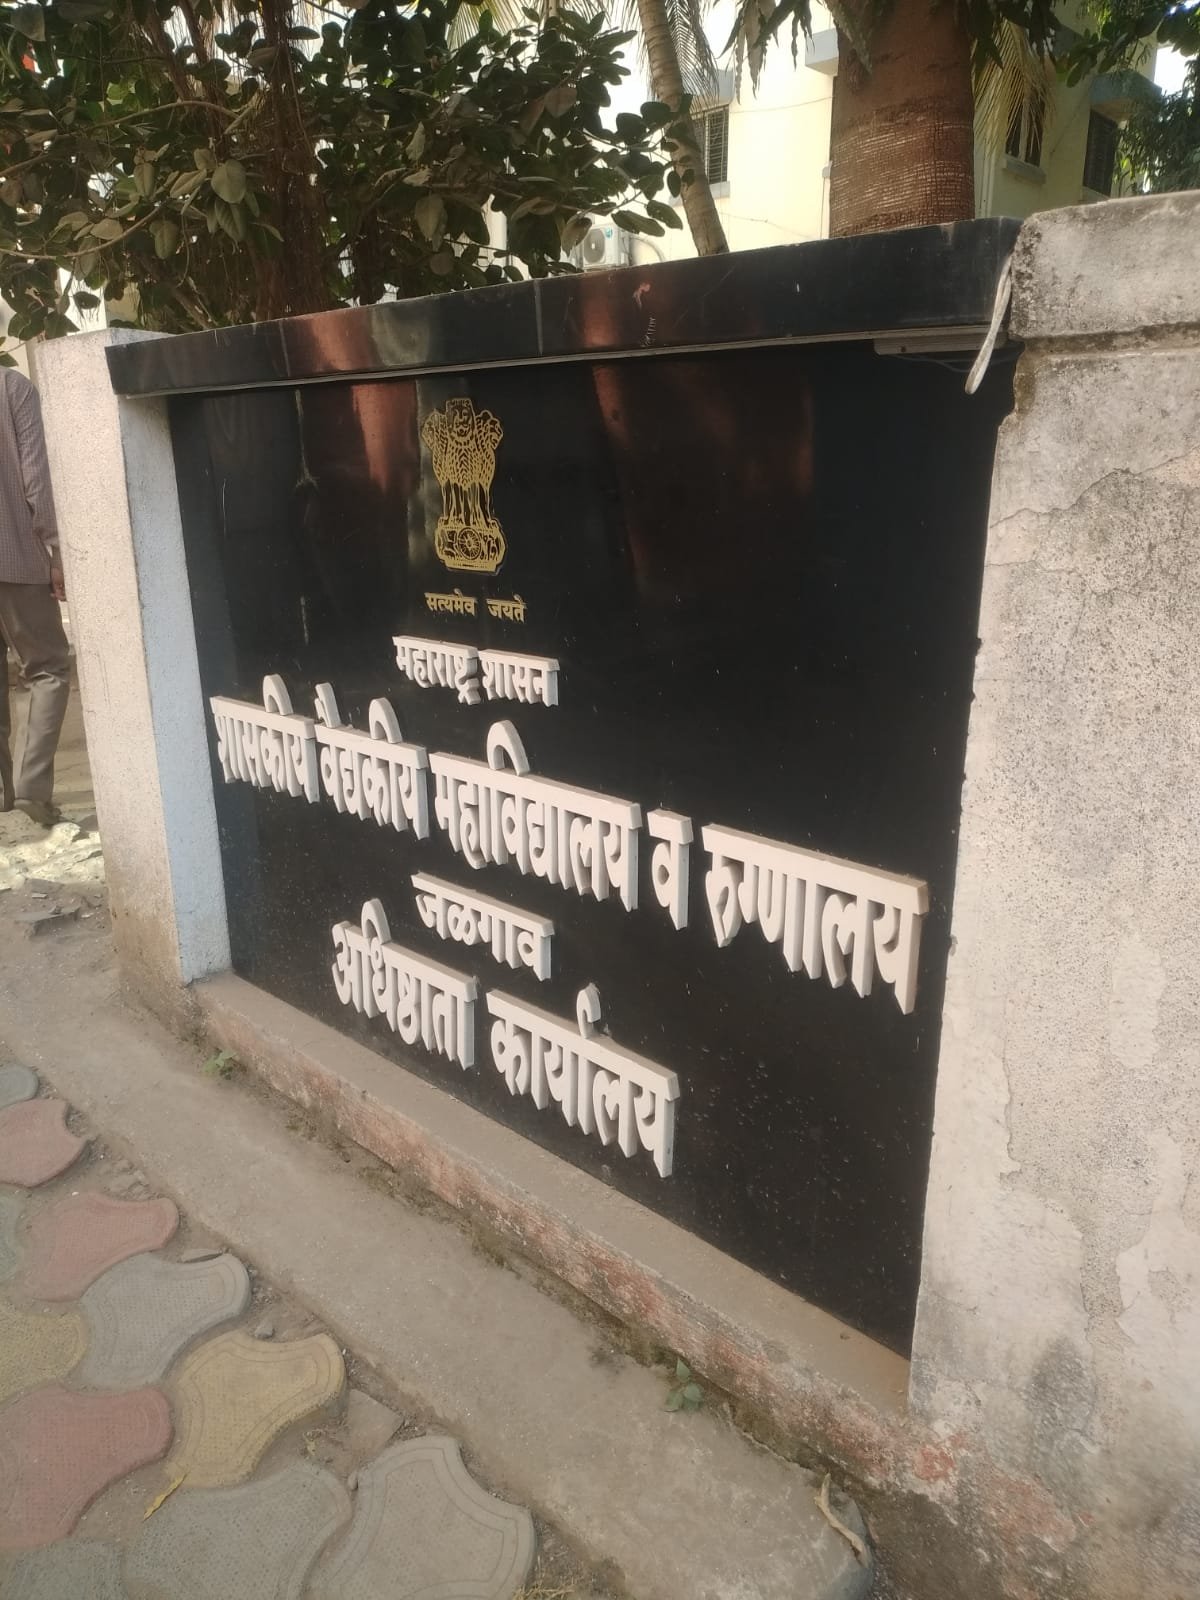 सत्यमेव जयते
महाराष्ट्र शासन
शासकीय वैद्यकीय महाविद्यालय व रुग्णालय
जळगाव
अधिष्ठाता कार्यालय